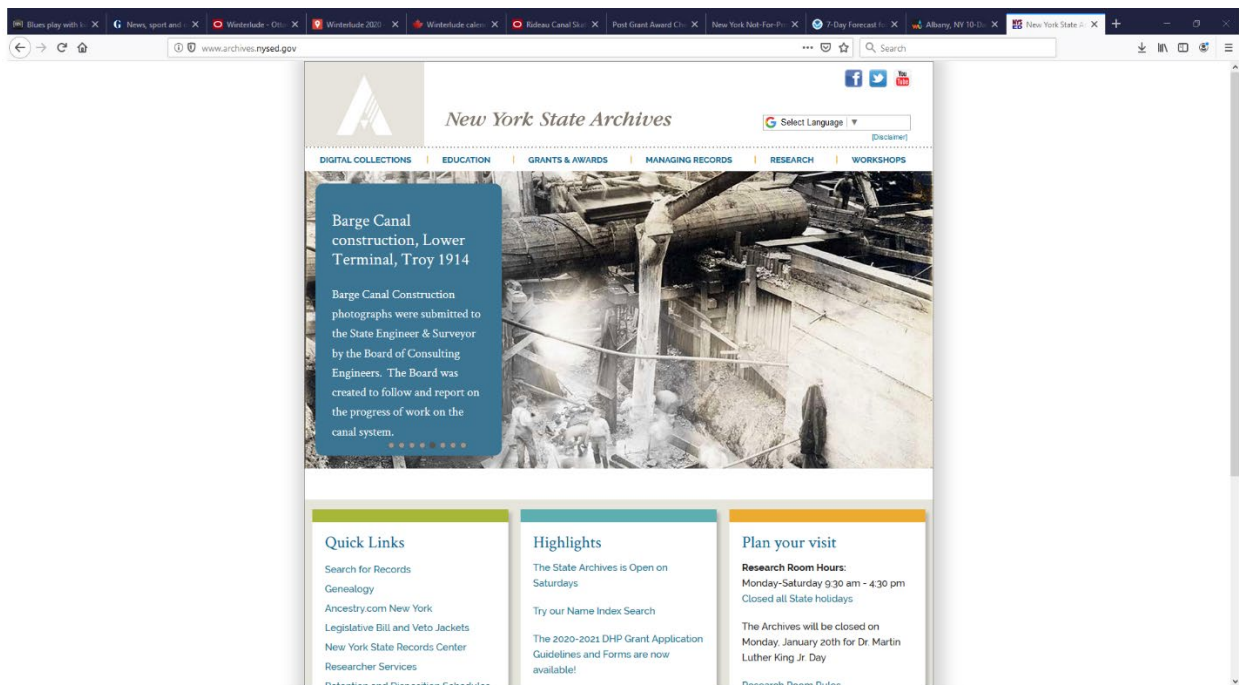 Blues play with
News, sport and
Winterlude - Otta
Winterlude 2020
Winterlude calen
Rideau Canal Skat
Post Grant Award Ch
New York Not-For-Pr
7-Day Forecast f
Albany, NY 10-Da
New York State A
www.archives.nysed.gov
Search
New York State Archives
Select Language
[Disclaimer]
DIGITAL COLLECTIONS | EDUCATION | GRANTS & AWARDS | MANAGING RECORDS | RESEARCH | WORKSHOPS
Barge Canal
construction, Lower
Terminal, Troy 1914
Barge Canal Construction
photographs were submitted to
the State Engineer & Surveyor
by the Board of Consulting
Engineers. The Board was
created to follow and report on
the progress of work on the
canal system.
Quick Links
Search for Records
Genealogy
Ancestry.com New York
Legislative Bill and Veto Jackets
New York State Records Center
Researcher Services
Retention and Disposition Schedules
Highlights
The State Archives is Open on
Saturdays
Try our Name Index Search
The 2020-2021 DHP Grant Application
Guidelines and Forms are now
available!
Plan your visit
Research Room Hours:
Monday-Saturday 9:30 am - 4:30 pm
Closed all State holidays
The Archives will be closed on
Monday, January 20th for Dr. Martin
Luther King Jr. Day
Research Room Rules